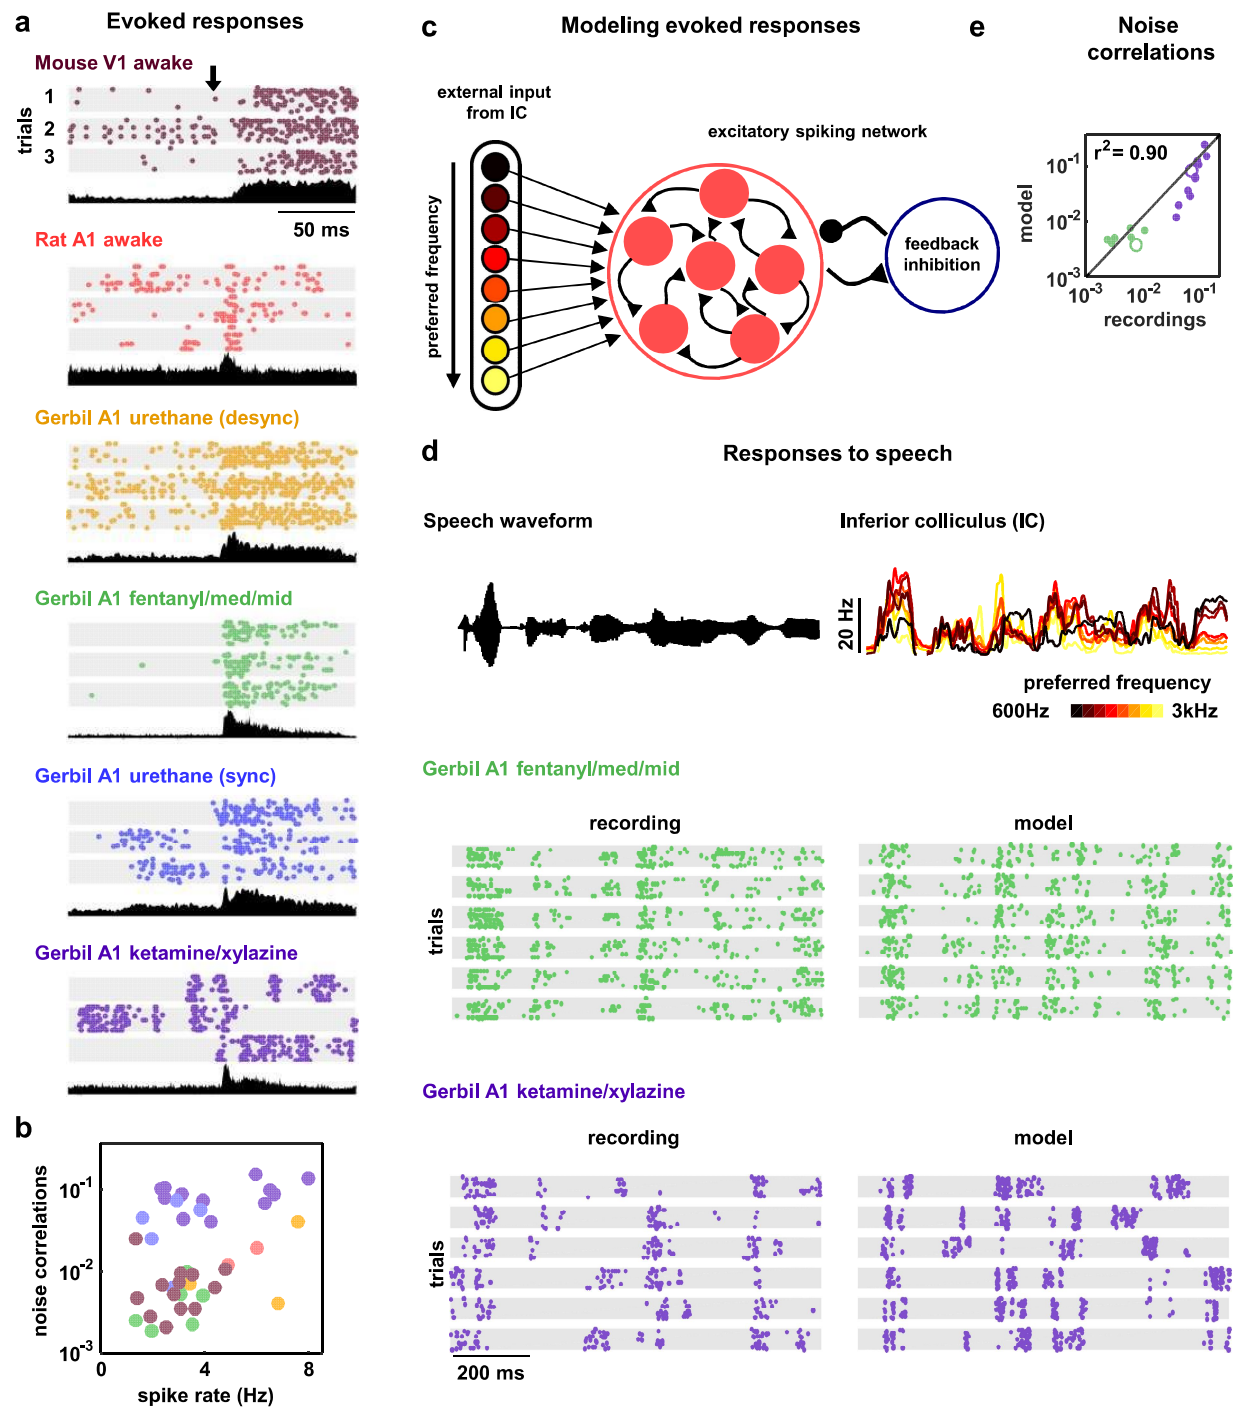 a
Evoked responses
Mouse V1 awake
trials
1
2
3
50 ms
Rat A1 awake
Gerbil A1 urethane (desync)
Gerbil A1 fentanyl/med/mid
Gerbil A1 urethane (sync)
Gerbil A1 ketamine/xylazine
b
noise correlations
10⁻¹
10⁻²
10⁻³
0
4
8
spike rate (Hz)
c
Modeling evoked responses
external input
from IC
preferred frequency
excitatory spiking network
feedback
inhibition
d
Responses to speech
Speech waveform
Inferior colliculus (IC)
20 Hz
preferred frequency
600Hz
3kHz
Gerbil A1 fentanyl/med/mid
recording
model
trials
Gerbil A1 ketamine/xylazine
recording
model
trials
200 ms
e
Noise
correlations
r² = 0.90
model
10⁻¹
10⁻²
10⁻³
10⁻³
10⁻²
10⁻¹
recordings